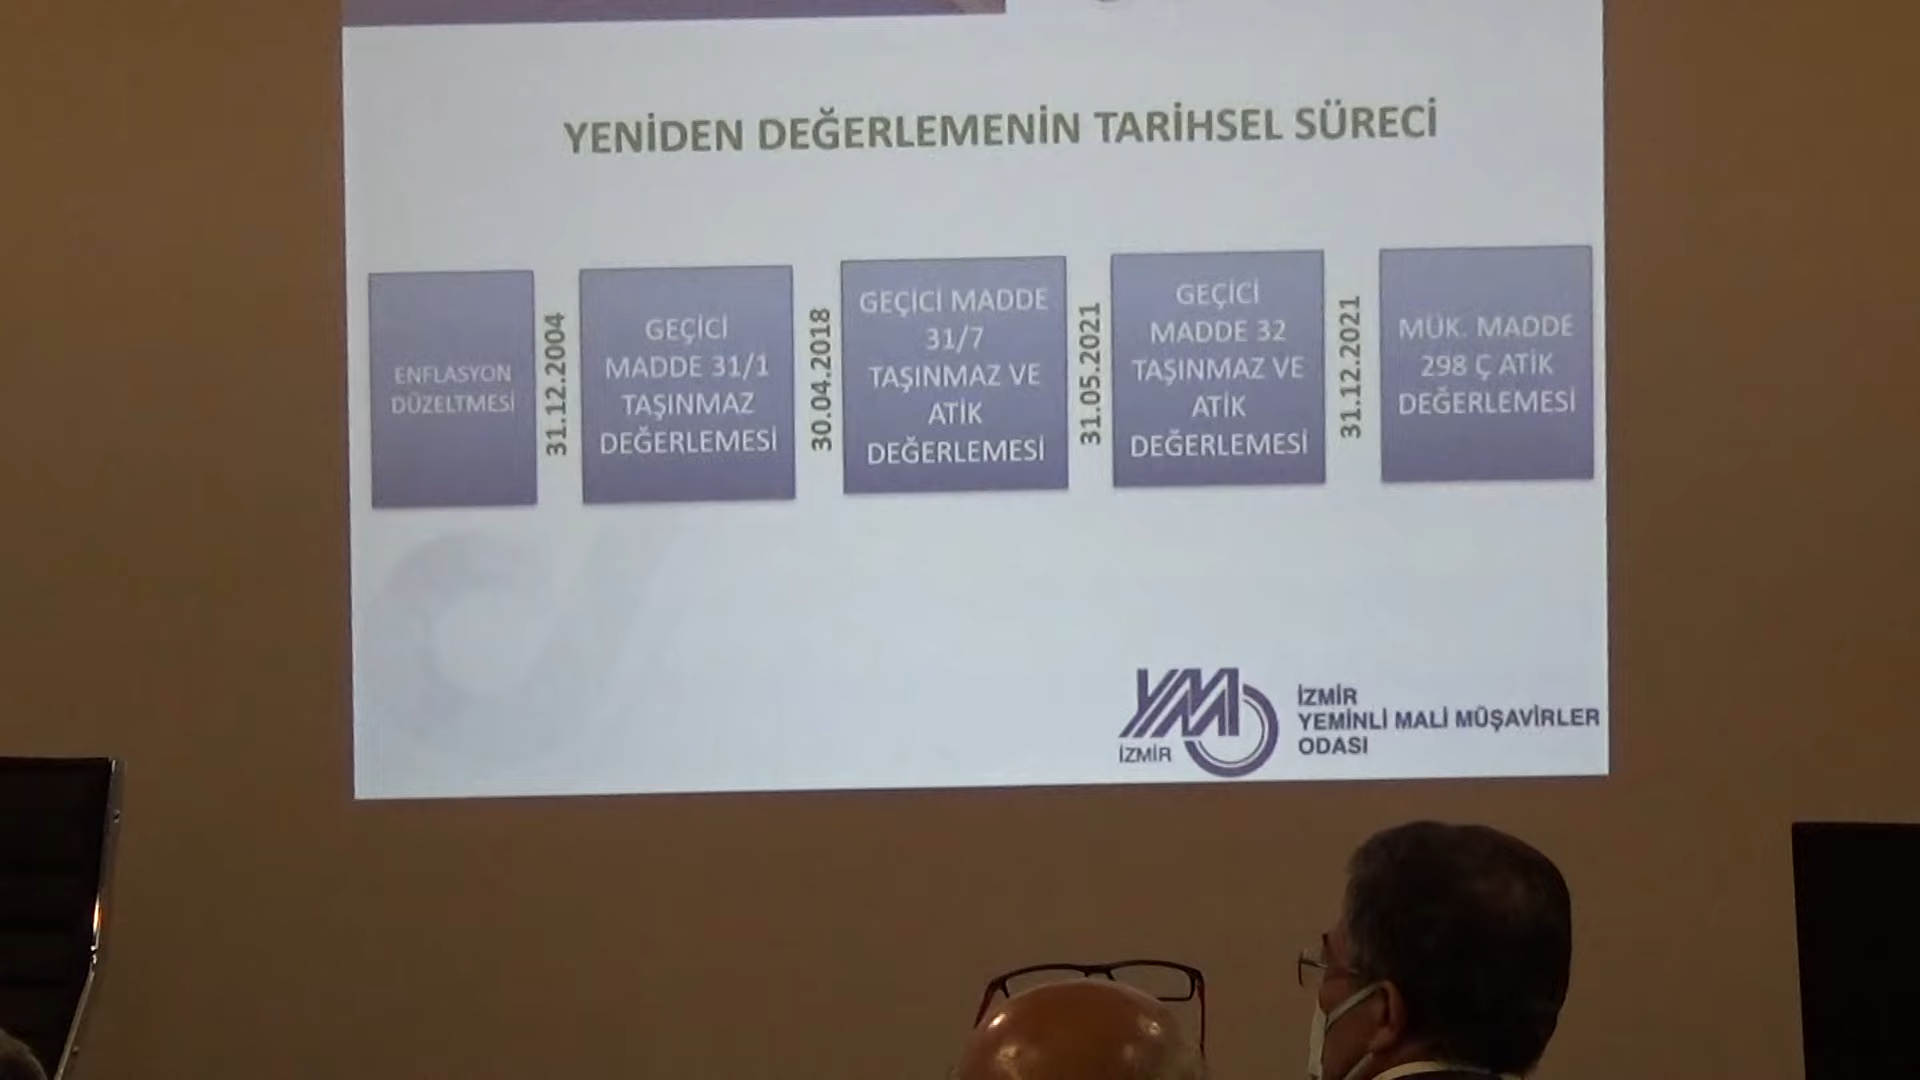 YENİDEN DEĞERLEMENİN TARİHSEL SÜRECİ
ENFLASYON
DÜZELTMESİ
31.12.2004
GEÇİCİ
MADDE 31/1
TAŞINMAZ
DEĞERLEMESİ
30.04.2018
GEÇİCİ MADDE
31/7
TAŞINMAZ VE
ATİK
DEĞERLEMESİ
31.05.2021
GEÇİCİ
MADDE 32
TAŞINMAZ VE
ATİK
DEĞERLEMESİ
31.12.2021
MÜK. MADDE
298 Ç ATİK
DEĞERLEMESİ
YMM
İZMİR
İZMİR
YEMİNLİ MALİ MÜŞAVİRLER
ODASI